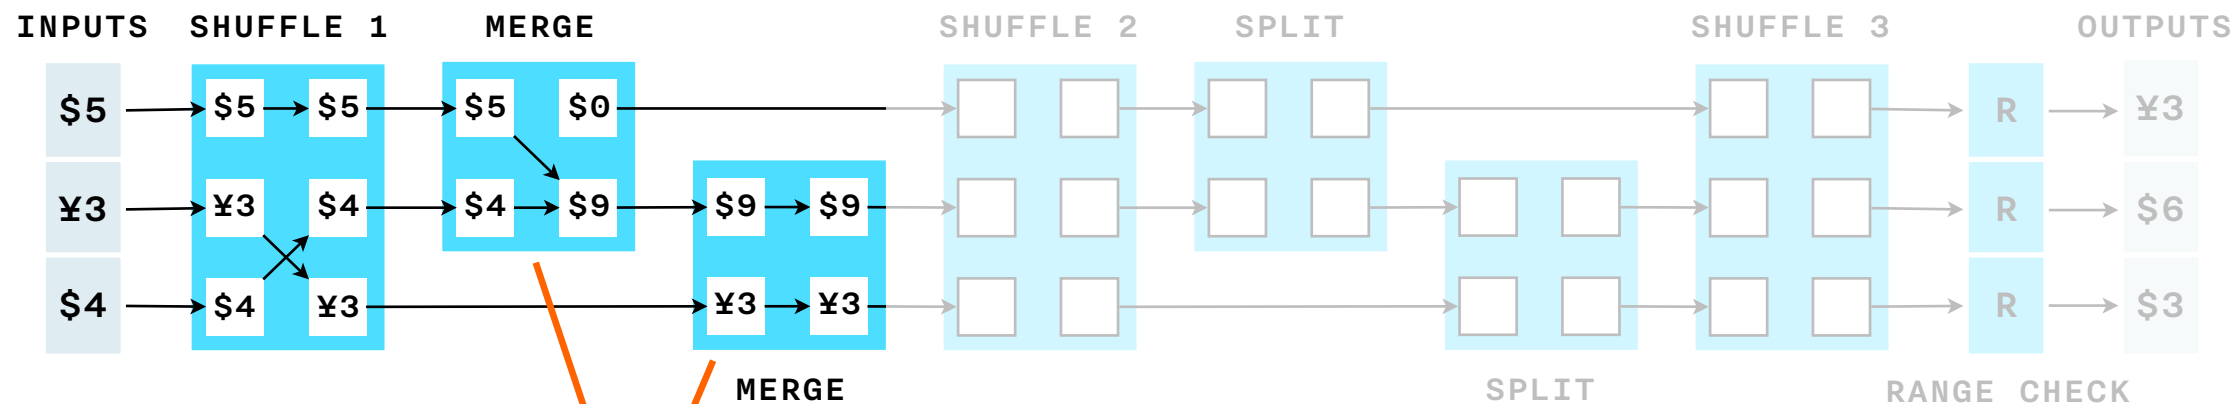 INPUTS SHUFFLE 1 MERGE SHUFFLE 2 SPLIT SHUFFLE 3 OUTPUTS
$5 $5 $5 $5 $0 R ¥3
¥3 ¥3 $4 $4 $9 $9 $9 R $6
$4 $4 ¥3 ¥3 ¥3 R $3
MERGE SPLIT RANGE CHECK